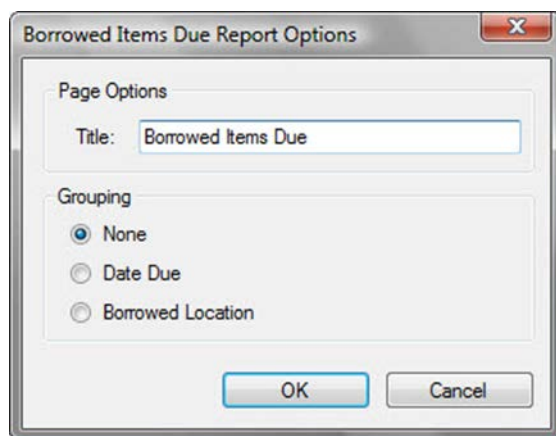 Borrowed Items Due Report Options
Page Options
Title: Borrowed Items Due
Grouping
None
Date Due
Borrowed Location
OK Cancel